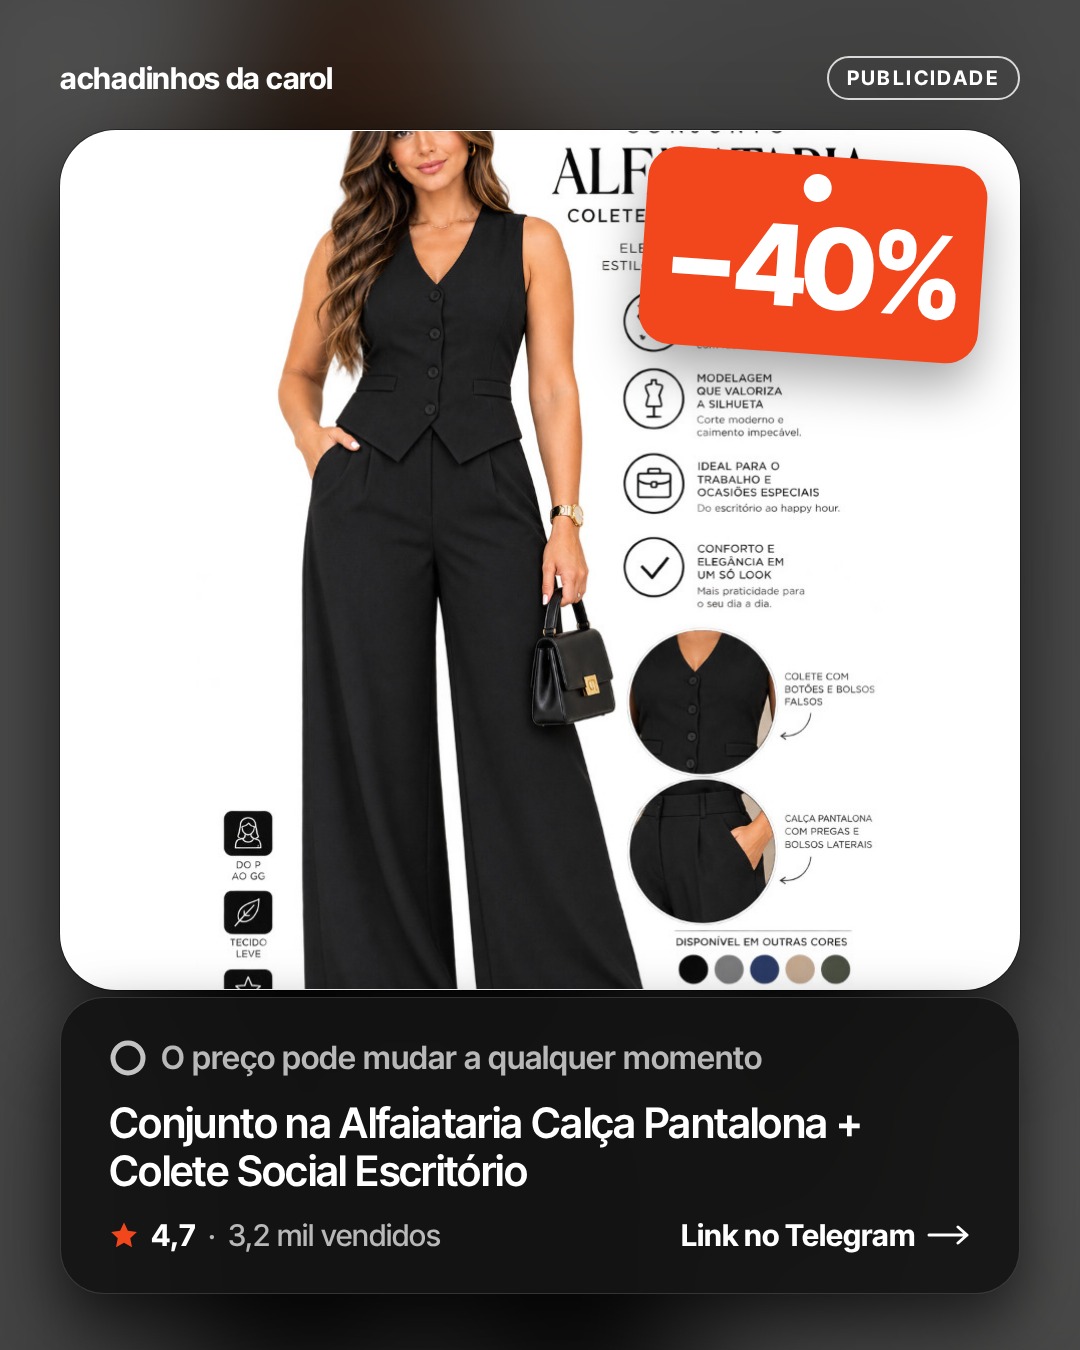 achadinhos da carol
PUBLICIDADE
COLETE
-40%
MODELAGEM
QUE VALORIZA
A SILHUETA
Corte moderno e
caimento impecável.
IDEAL PARA O
TRABALHO E
OCASIÕES ESPECIAIS
Do escritório ao happy hour.
CONFORTO E
ELEGÂNCIA EM
UM SÓ LOOK
Mais praticidade para
o seu dia a dia.
COLETE COM
BOTÕES E BOLSOS
FALSOS
CALÇA PANTALONA
COM PREGAS E
BOLSOS LATERAIS
DO P
AO GG
TECIDO
LEVE
DISPONÍVEL EM OUTRAS CORES
O preço pode mudar a qualquer momento
Conjunto na Alfaiataria Calça Pantalona +
Colete Social Escritório
4,7 · 3,2 mil vendidos
Link no Telegram →